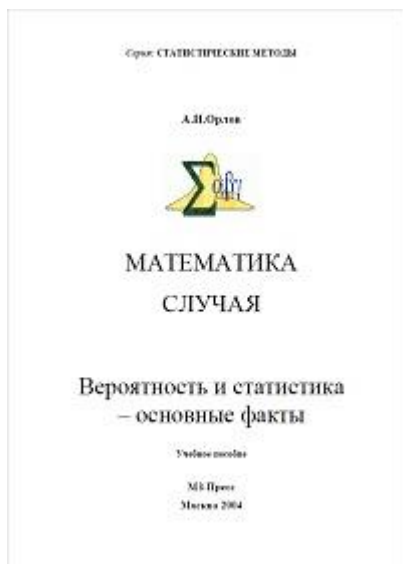 Серия: СТАТИСТИЧЕСКИЕ МЕТОДЫ
А.И.Орлов
МАТЕМАТИКА
СЛУЧАЯ
Вероятность и статистика
– основные факты
Учебное пособие
МЗ-Пресс
Москва 2004